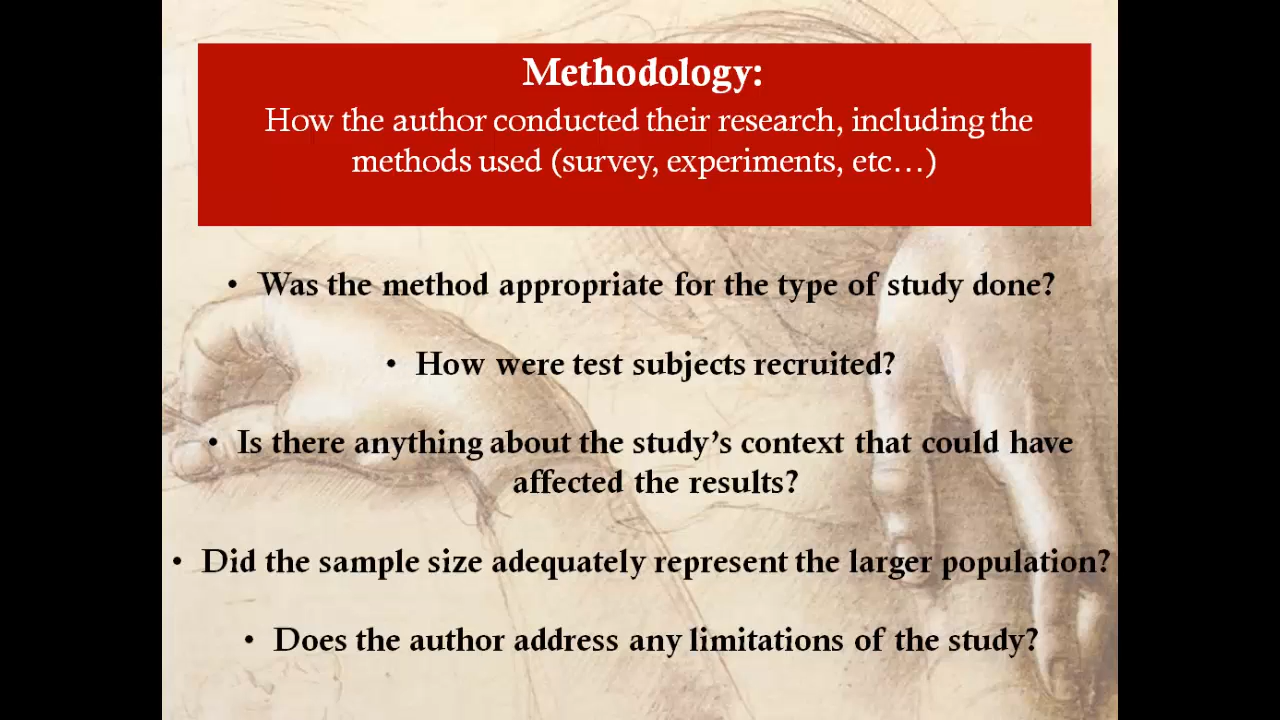 Methodology:
How the author conducted their research, including the
methods used (survey, experiments, etc…)
• Was the method appropriate for the type of study done?
• How were test subjects recruited?
• Is there anything about the study’s context that could have
affected the results?
• Did the sample size adequately represent the larger population?
• Does the author address any limitations of the study?